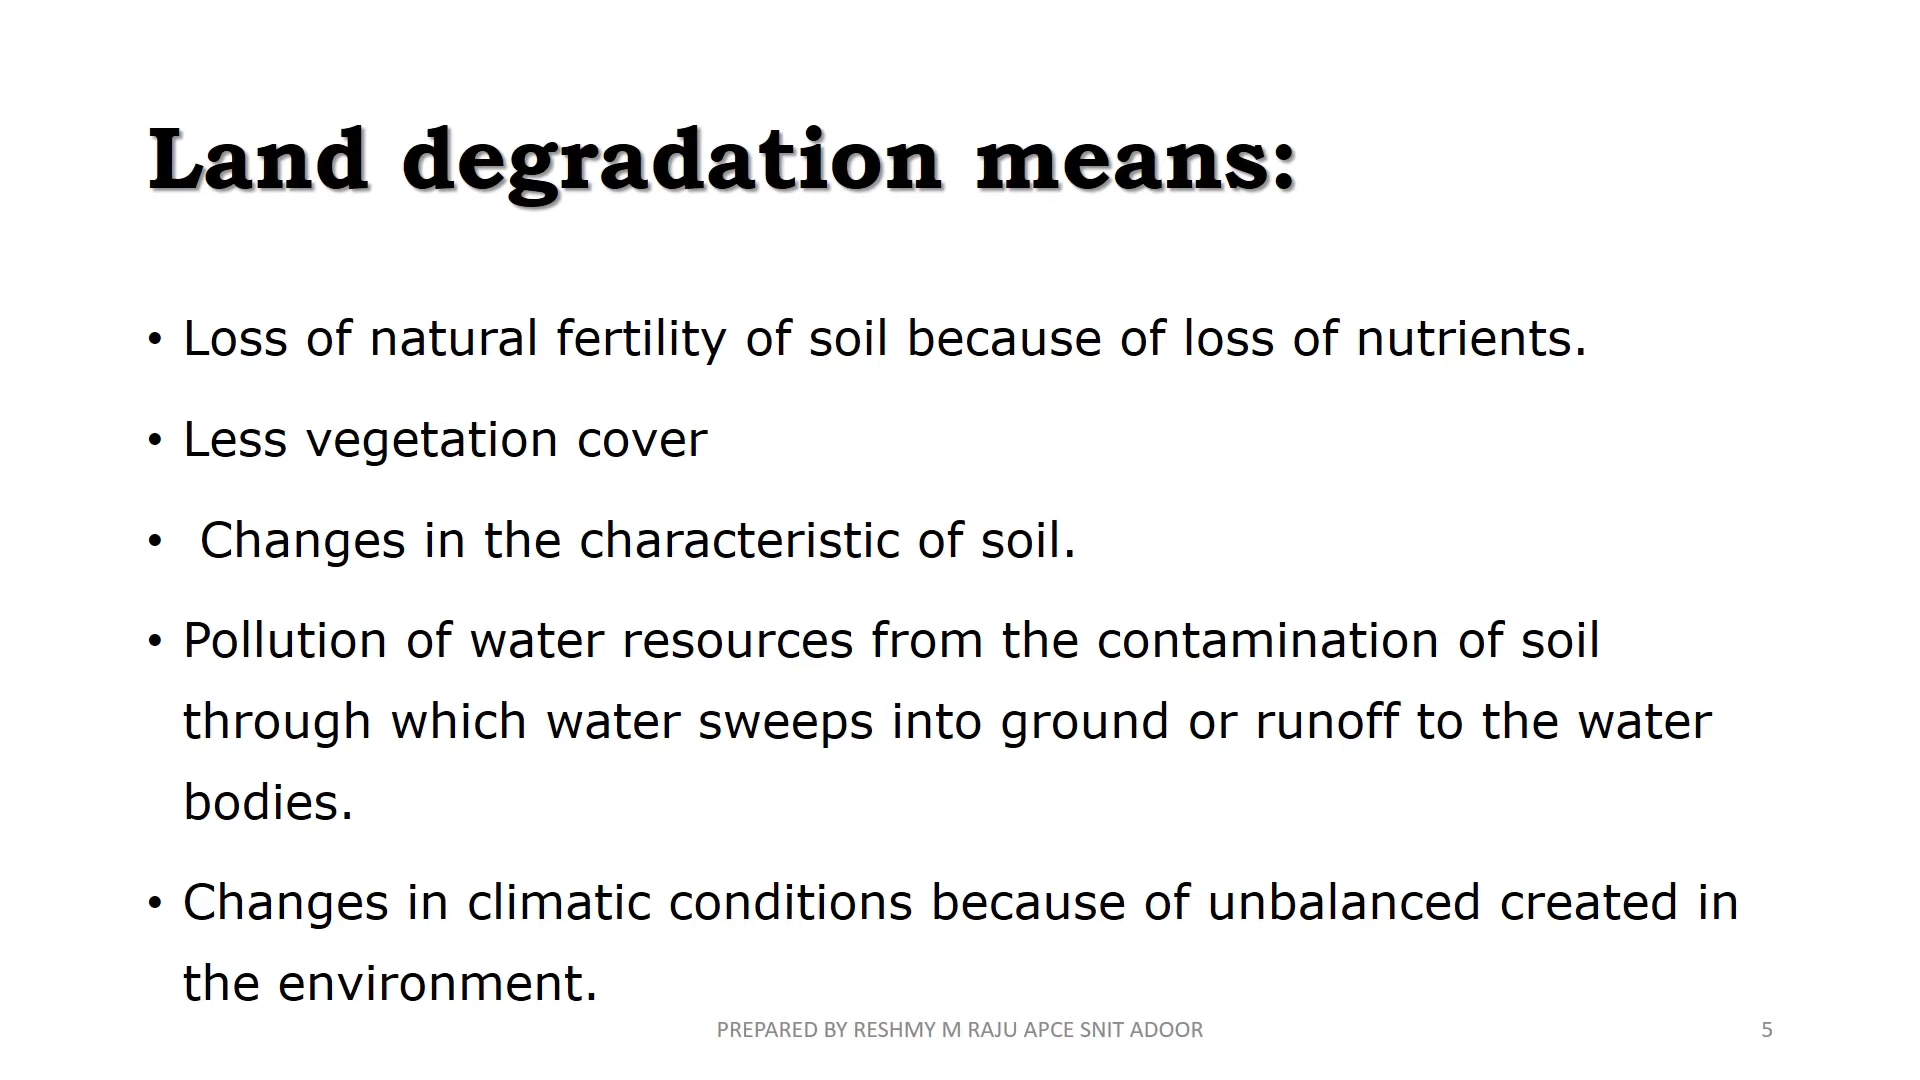 Land degradation means:
• Loss of natural fertility of soil because of loss of nutrients.
• Less vegetation cover
• Changes in the characteristic of soil.
• Pollution of water resources from the contamination of soil
through which water sweeps into ground or runoff to the water
bodies.
• Changes in climatic conditions because of unbalanced created in
the environment.
PREPARED BY RESHMY M RAJU APCE SNIT ADOOR
5